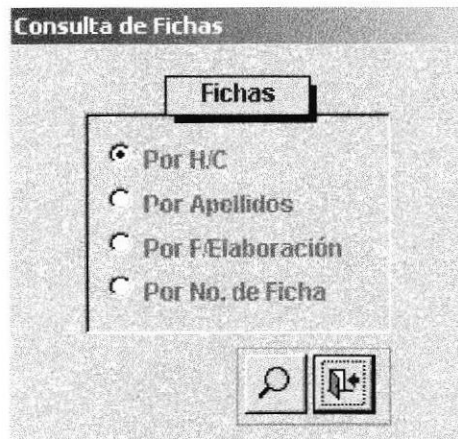 Consulta de Fichas
Fichas
Por H/C
Por Apellidos
Por F/Elaboración
Por No. de Ficha